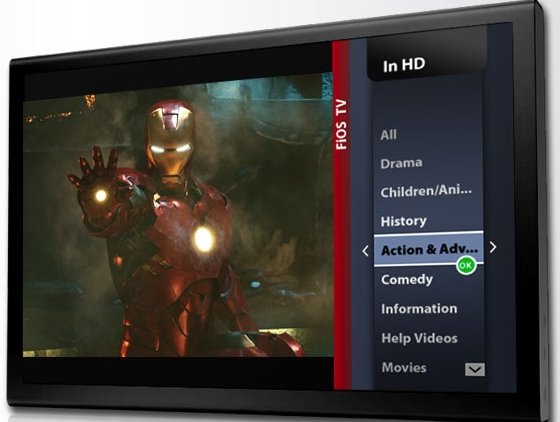 FiOS TV
In HD
All
Drama
Children/Ani...
History
Action & Adv...
OK
Comedy
Information
Help Videos
Movies